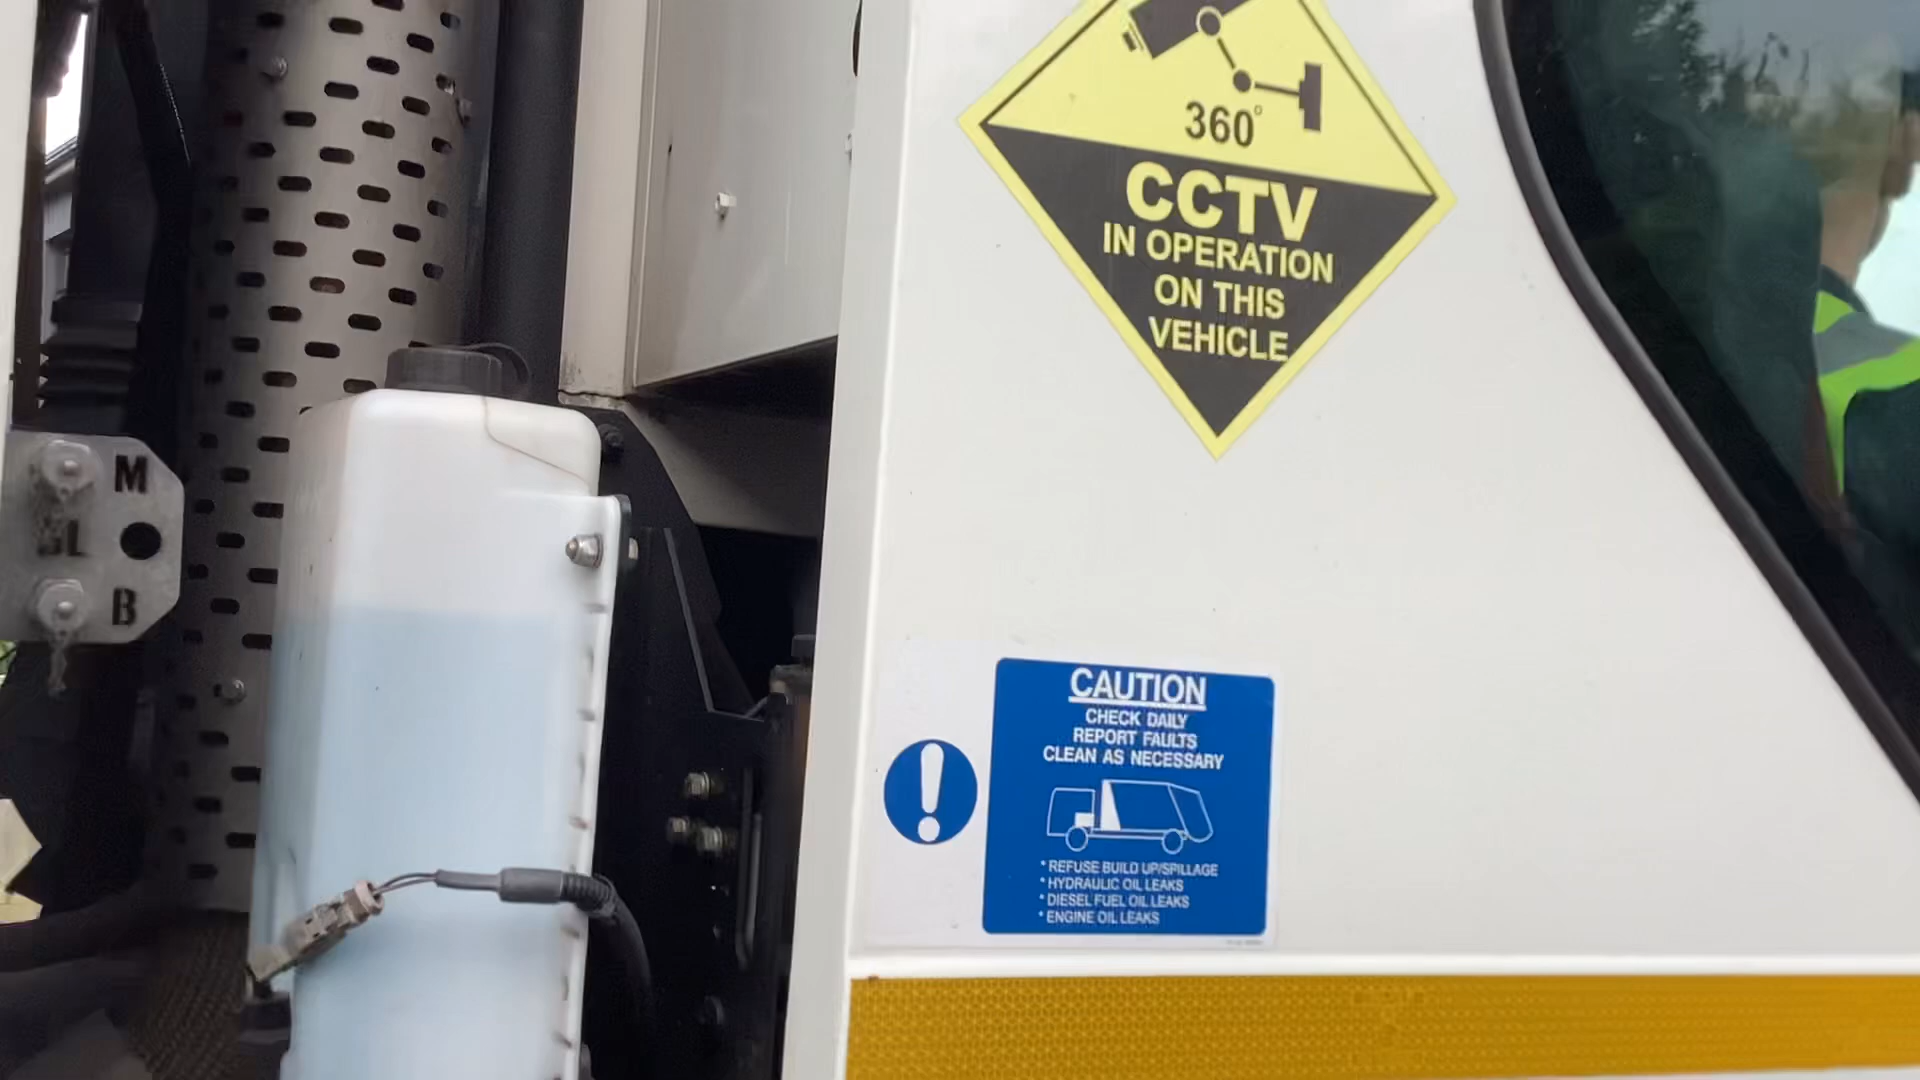 360°
CCTV
IN OPERATION
ON THIS
VEHICLE
M
B
CAUTION
CHECK DAILY
REPORT FAULTS
CLEAN AS NECESSARY
* REFUSE BUILD UP/SPILLAGE
* HYDRAULIC OIL LEAKS
* DIESEL FUEL OIL LEAKS
* ENGINE OIL LEAKS